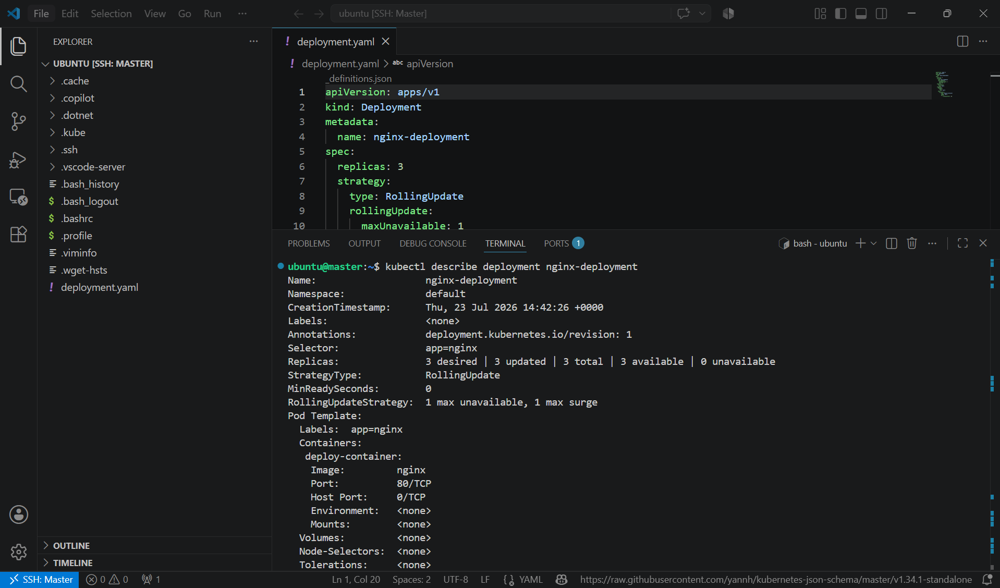 File Edit Selection View Go Run ubuntu [SSH: Master]
EXPLORER
UBUNTU [SSH: MASTER]
.cache
.copilot
.dotnet
.kube
.ssh
.vscode-server
.bash_history
.bash_logout
.bashrc
.profile
.viminfo
.wget-hsts
deployment.yaml
OUTLINE
TIMELINE
deployment.yaml
deployment.yaml > abc apiVersion
_definitions.json
1 apiVersion: apps/v1
2 kind: Deployment
3 metadata:
4 name: nginx-deployment
5 spec:
6 replicas: 3
7 strategy:
8 type: RollingUpdate
9 rollingUpdate:
10 maxUnavailable: 1
PROBLEMS OUTPUT DEBUG CONSOLE TERMINAL PORTS 1 bash - ubuntu
ubuntu@master:~$ kubectl describe deployment nginx-deployment
Name: nginx-deployment
Namespace: default
CreationTimestamp: Thu, 23 Jul 2026 14:42:26 +0000
Labels: <none>
Annotations: deployment.kubernetes.io/revision: 1
Selector: app=nginx
Replicas: 3 desired | 3 updated | 3 total | 3 available | 0 unavailable
StrategyType: RollingUpdate
MinReadySeconds: 0
RollingUpdateStrategy: 1 max unavailable, 1 max surge
Pod Template:
Labels: app=nginx
Containers:
deploy-container:
Image: nginx
Port: 80/TCP
Host Port: 0/TCP
Environment: <none>
Mounts: <none>
Volumes: <none>
Node-Selectors: <none>
Tolerations: <none>
SSH: Master 0 0 1 Ln 1, Col 20 Spaces: 2 UTF-8 LF YAML https://raw.githubusercontent.com/yannh/kubernetes-json-schema/master/v1.34.1-standalone